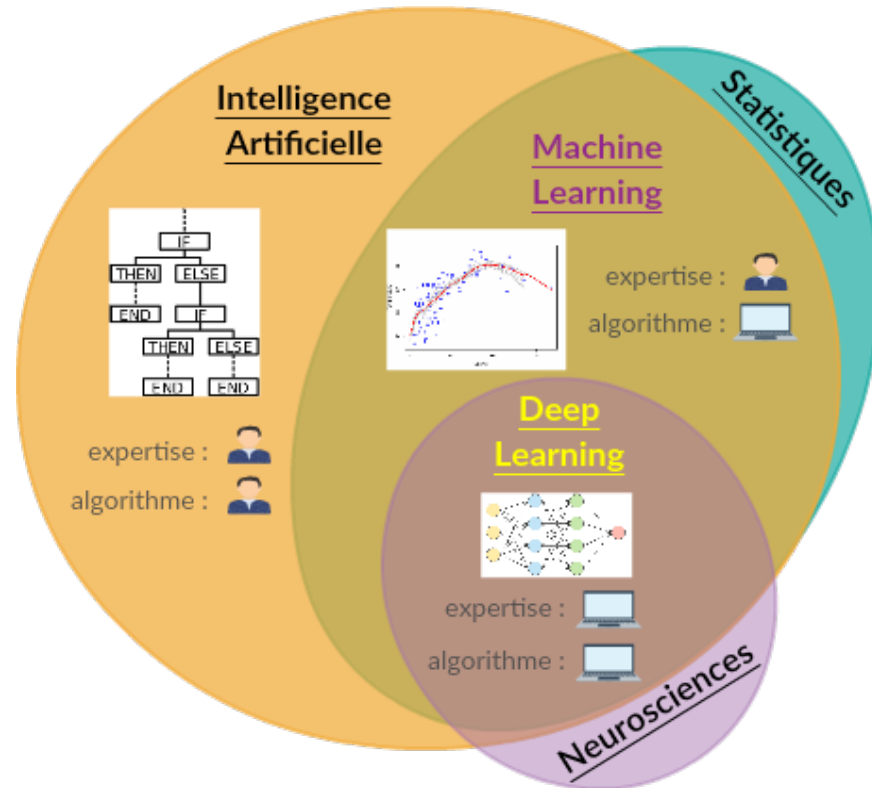 Intelligence
Artificielle
IF
THEN
ELSE
END
IF
THEN
ELSE
END
END
expertise :
algorithme :
Statistiques
Machine
Learning
expertise :
algorithme :
Deep
Learning
expertise :
algorithme :
Neurosciences